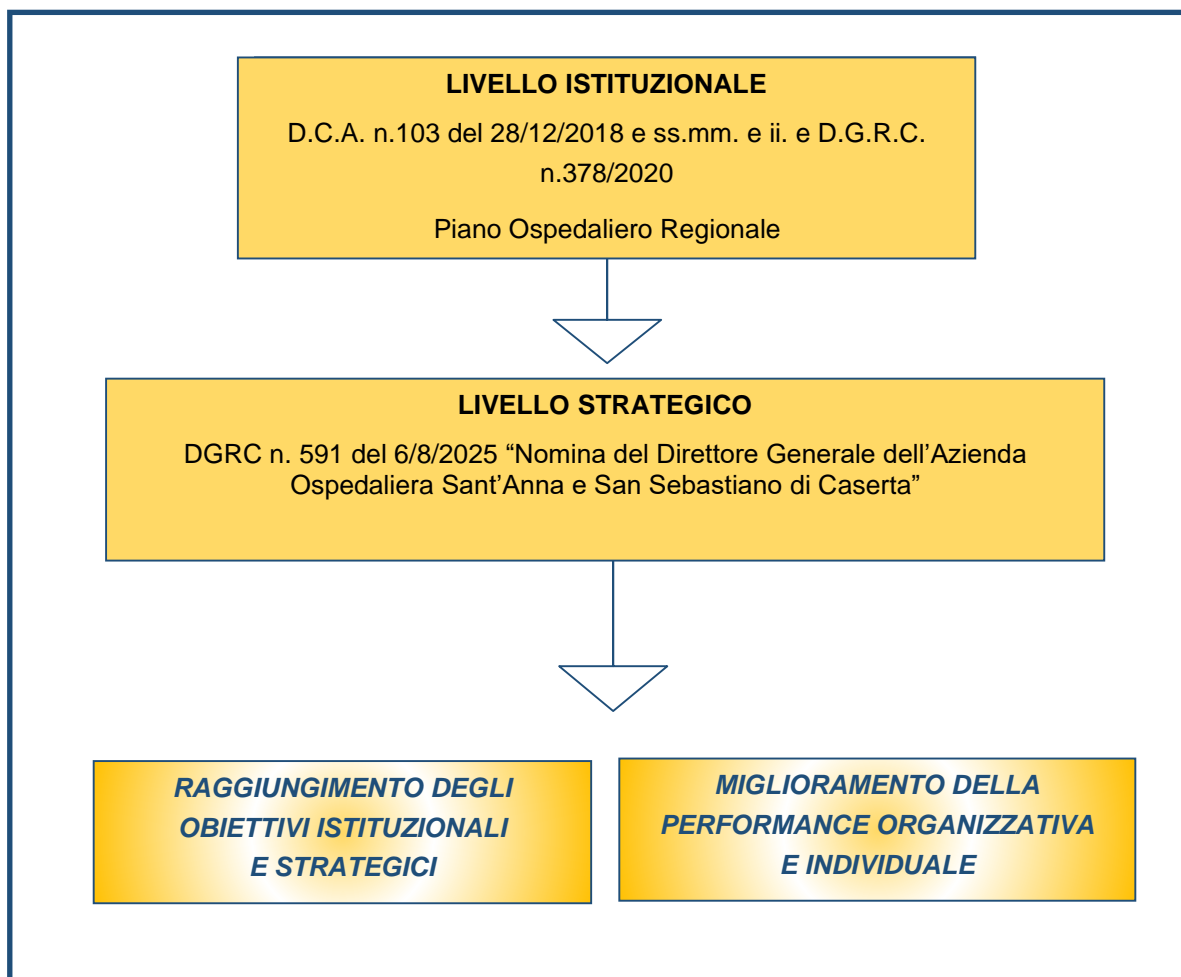 LIVELLO ISTITUZIONALE
D.C.A. n.103 del 28/12/2018 e ss.mm. e ii. e D.G.R.C.
n.378/2020
Piano Ospedaliero Regionale
LIVELLO STRATEGICO
DGRC n. 591 del 6/8/2025 “Nomina del Direttore Generale dell’Azienda
Ospedaliera Sant’Anna e San Sebastiano di Caserta”
RAGGIUNGIMENTO DEGLI
OBIETTIVI ISTITUZIONALI
E STRATEGICI
MIGLIORAMENTO DELLA
PERFORMANCE ORGANIZZATIVA
E INDIVIDUALE